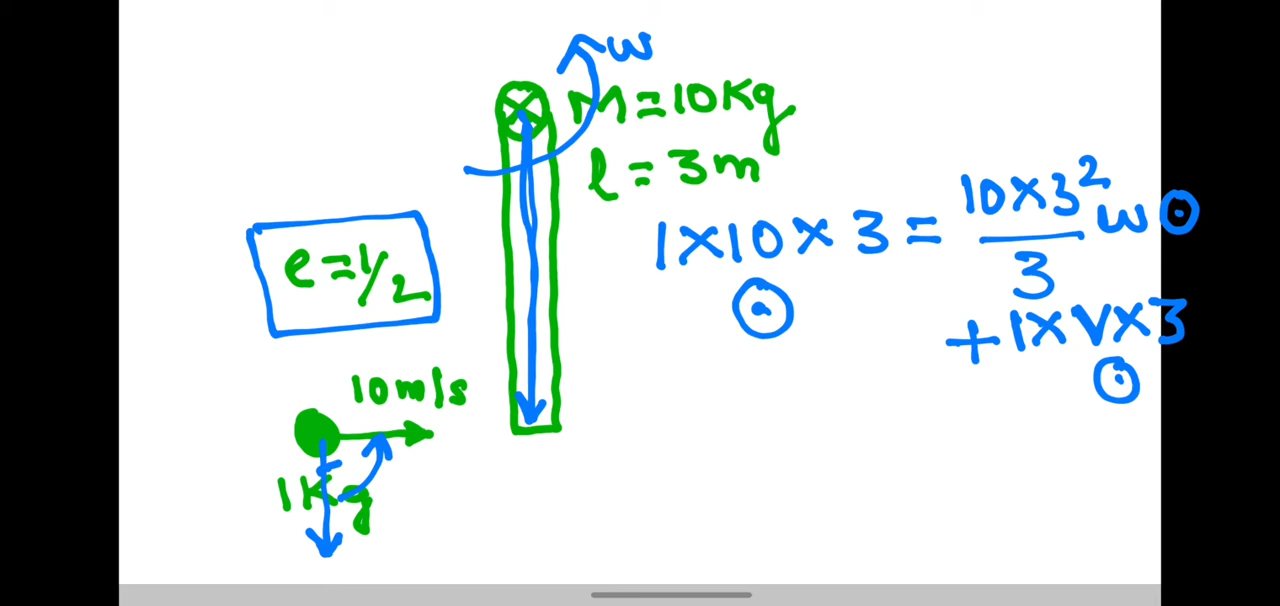 w
M=10Kg
l = 3m
1×10×3 = 10×3² w
3
+1×V×3
e=1/2
10m/s
1Kg